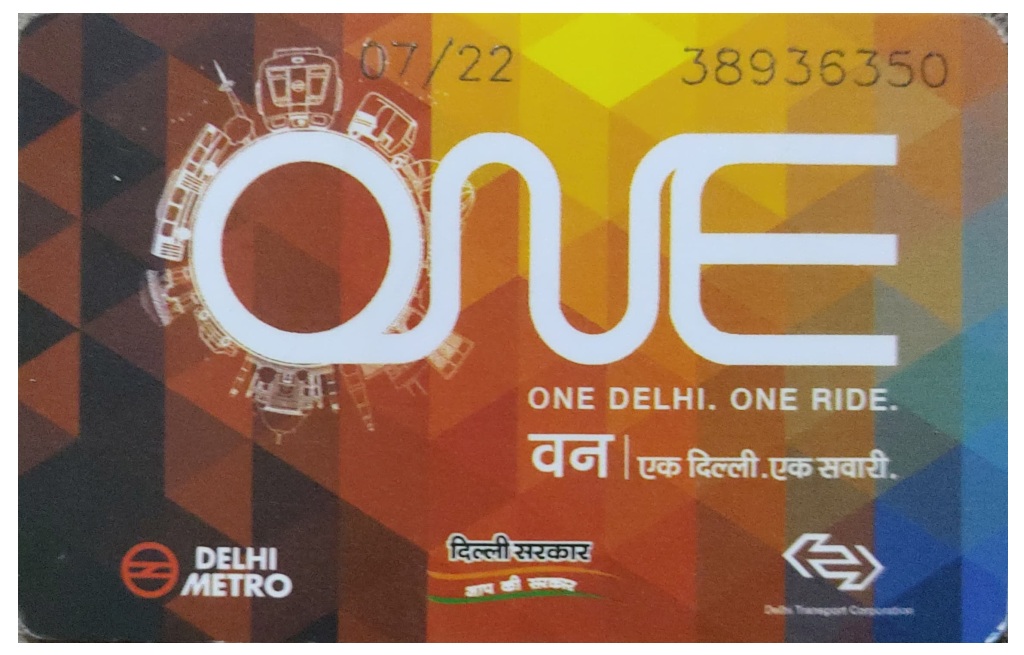 07/22 38936350
ONE
ONE DELHI. ONE RIDE.
वन | एक दिल्ली.एक सवारी.
DELHI
METRO
दिल्ली सरकार
आप की सरकार
Delhi Transport Corporation